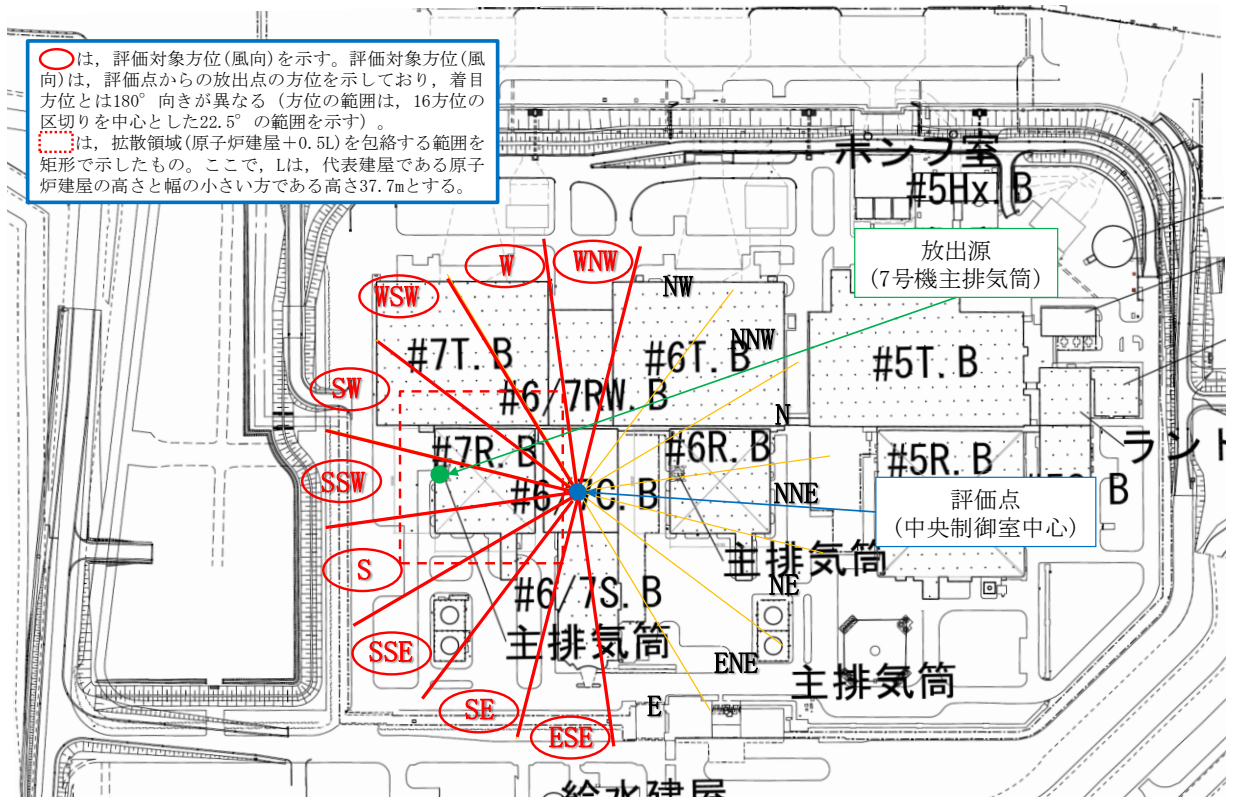 は，評価対象方位(風向)を示す。評価対象方位(風
向)は，評価点からの放出点の方位を示しており，着目
方位とは180°向きが異なる（方位の範囲は，16方位の
区切りを中心とした22.5°の範囲を示す）。
は，拡散領域(原子炉建屋＋0.5L)を包絡する範囲を
矩形で示したもの。ここで，Lは，代表建屋である原子
炉建屋の高さと幅の小さい方である高さ37.7mとする。
ポンプ室
#5Hx.B
放出源
(7号機主排気筒)
W
WNW
WSW
NW
NNW
#7T.B
#6T.B
#5T.B
#6/7RW.B
SW
N
ランド
#7R.B
#6R.B
#5R.B
SSW
#6/7C.B
NNE
B
評価点
(中央制御室中心)
主排気筒
S
NE
#6/7S.B
主排気筒
SSE
ENE
主排気筒
SE
E
ESE
給水建屋